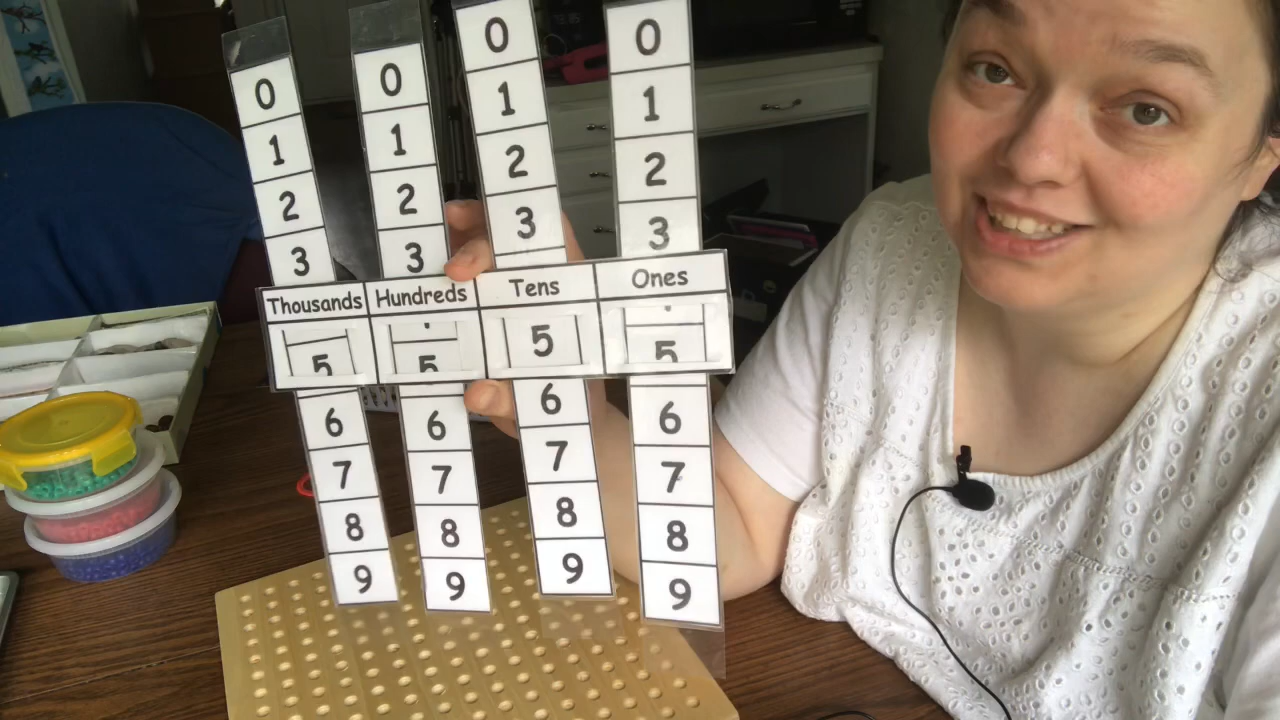 0 0 0 0
1 1 1 1
2 2 2 2
3 3 3 3
Thousands Hundreds Tens Ones
5 5 5 5
6 6 6 6
7 7 7 7
8 8 8 8
9 9 9 9